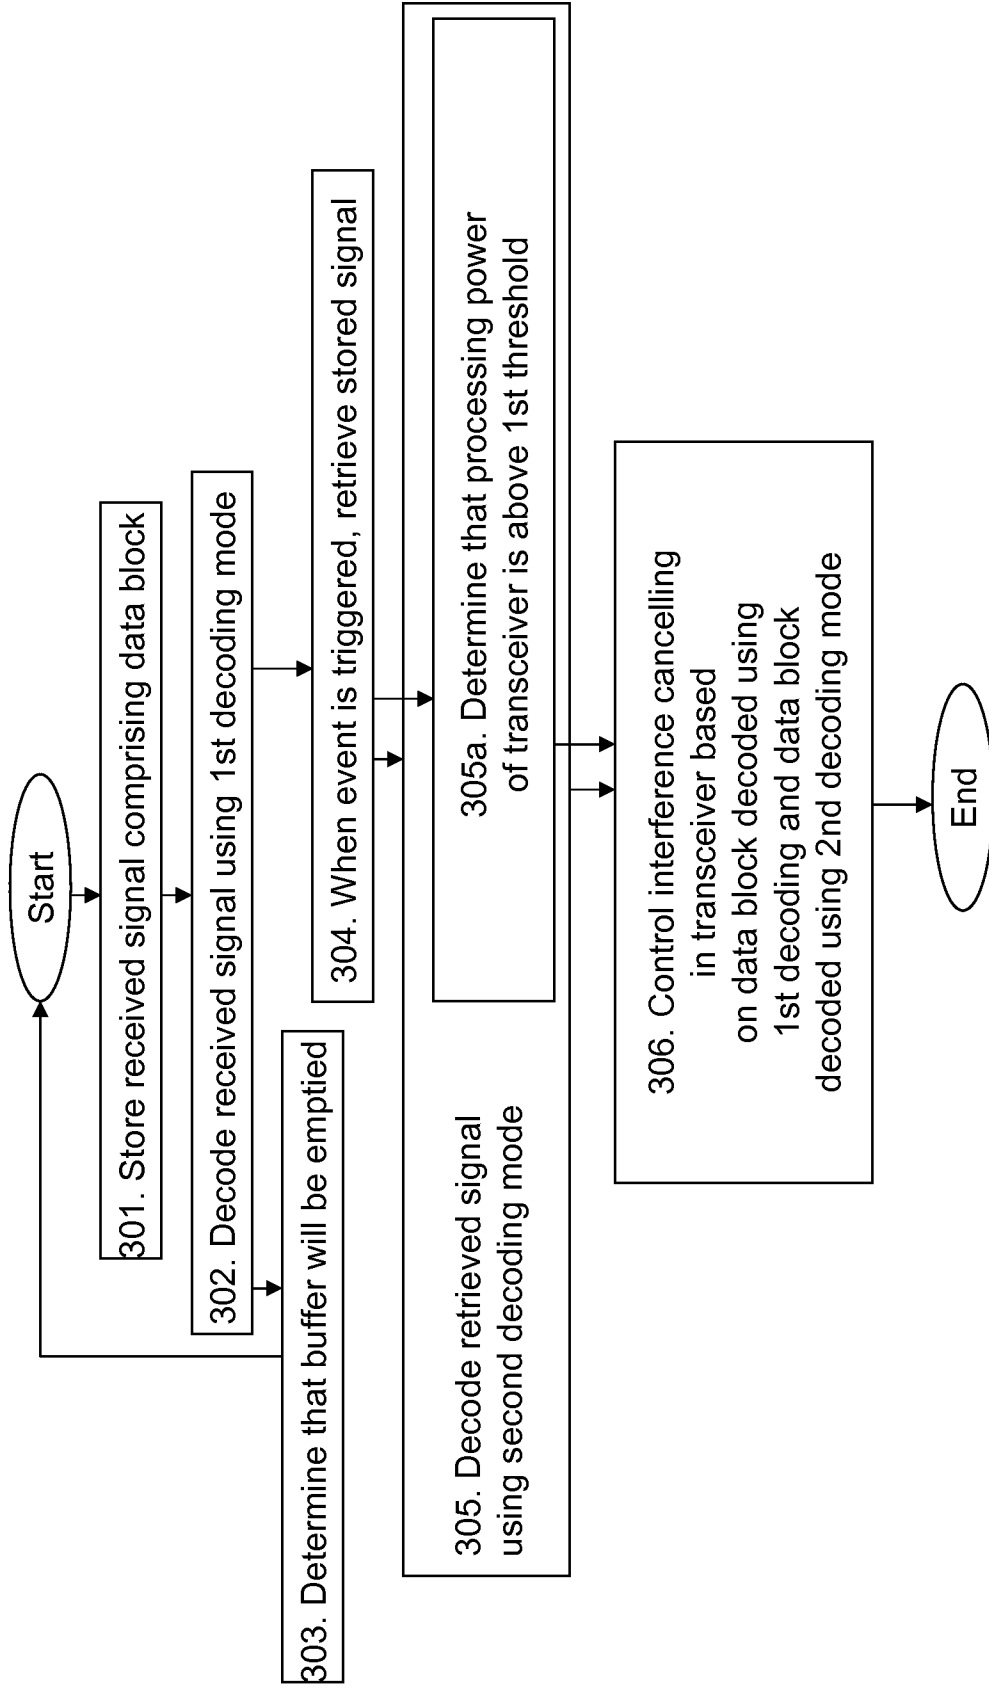 Start
301. Store received signal comprising data block
302. Decode received signal using 1st decoding mode
303. Determine that buffer will be emptied
304. When event is triggered, retrieve stored signal
305. Decode retrieved signal
using second decoding mode
305a. Determine that processing power
of transceiver is above 1st threshold
306. Control interference cancelling
in transceiver based
on data block decoded using
1st decoding and data block
decoded using 2nd decoding mode
End